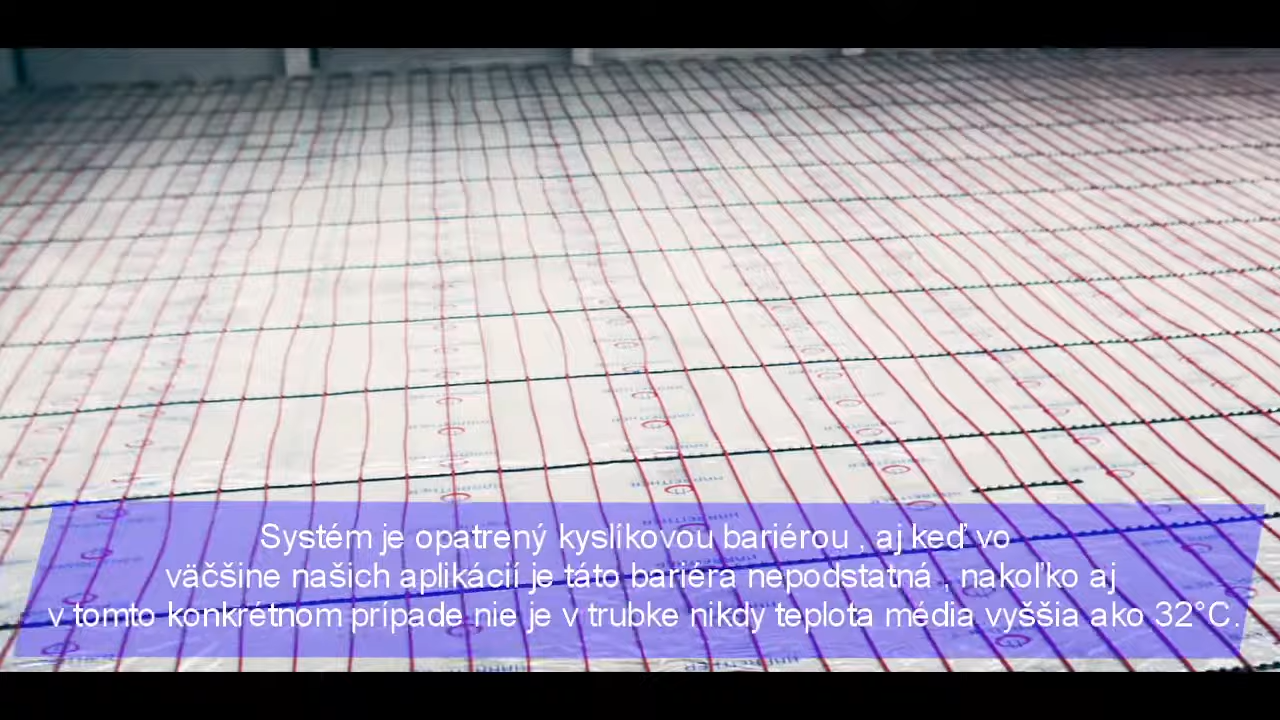 Systém je opatrený kyslíkovou bariérou , aj keď vo
väčšine našich aplikácií je táto bariéra nepodstatná , nakoľko aj
v tomto konkrétnom prípade nie je v trubke nikdy teplota média vyššia ako 32°C.